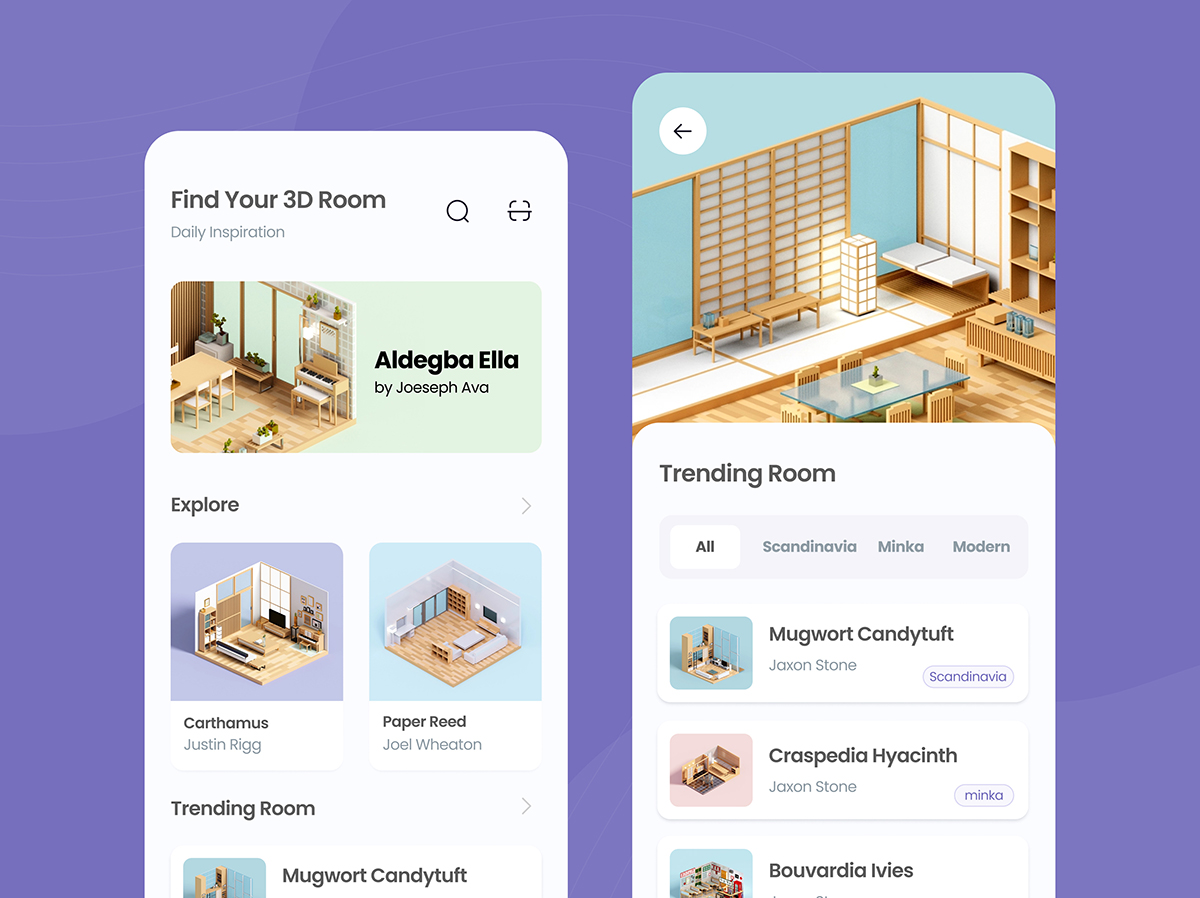 Find Your 3D Room
Daily Inspiration
Aldegba Ella
by Joeseph Ava
Explore
Carthamus
Justin Rigg
Paper Reed
Joel Wheaton
Trending Room
Mugwort Candytuft
Trending Room
All Scandinavia Minka Modern
Mugwort Candytuft
Jaxon Stone
Scandinavia
Craspedia Hyacinth
Jaxon Stone
minka
Bouvardia Ivies